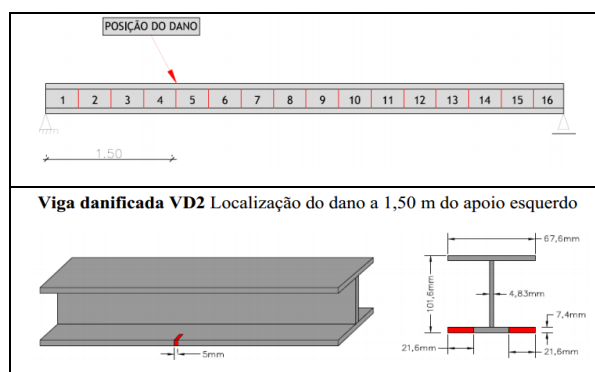 POSIÇÃO DO DANO
1 2 3 4 5 6 7 8 9 10 11 12 13 14 15 16
1.50
Viga danificada VD2 Localização do dano a 1,50 m do apoio esquerdo
67,6mm
101,6mm
4,83mm
7,4mm
21,6mm
21,6mm
5mm